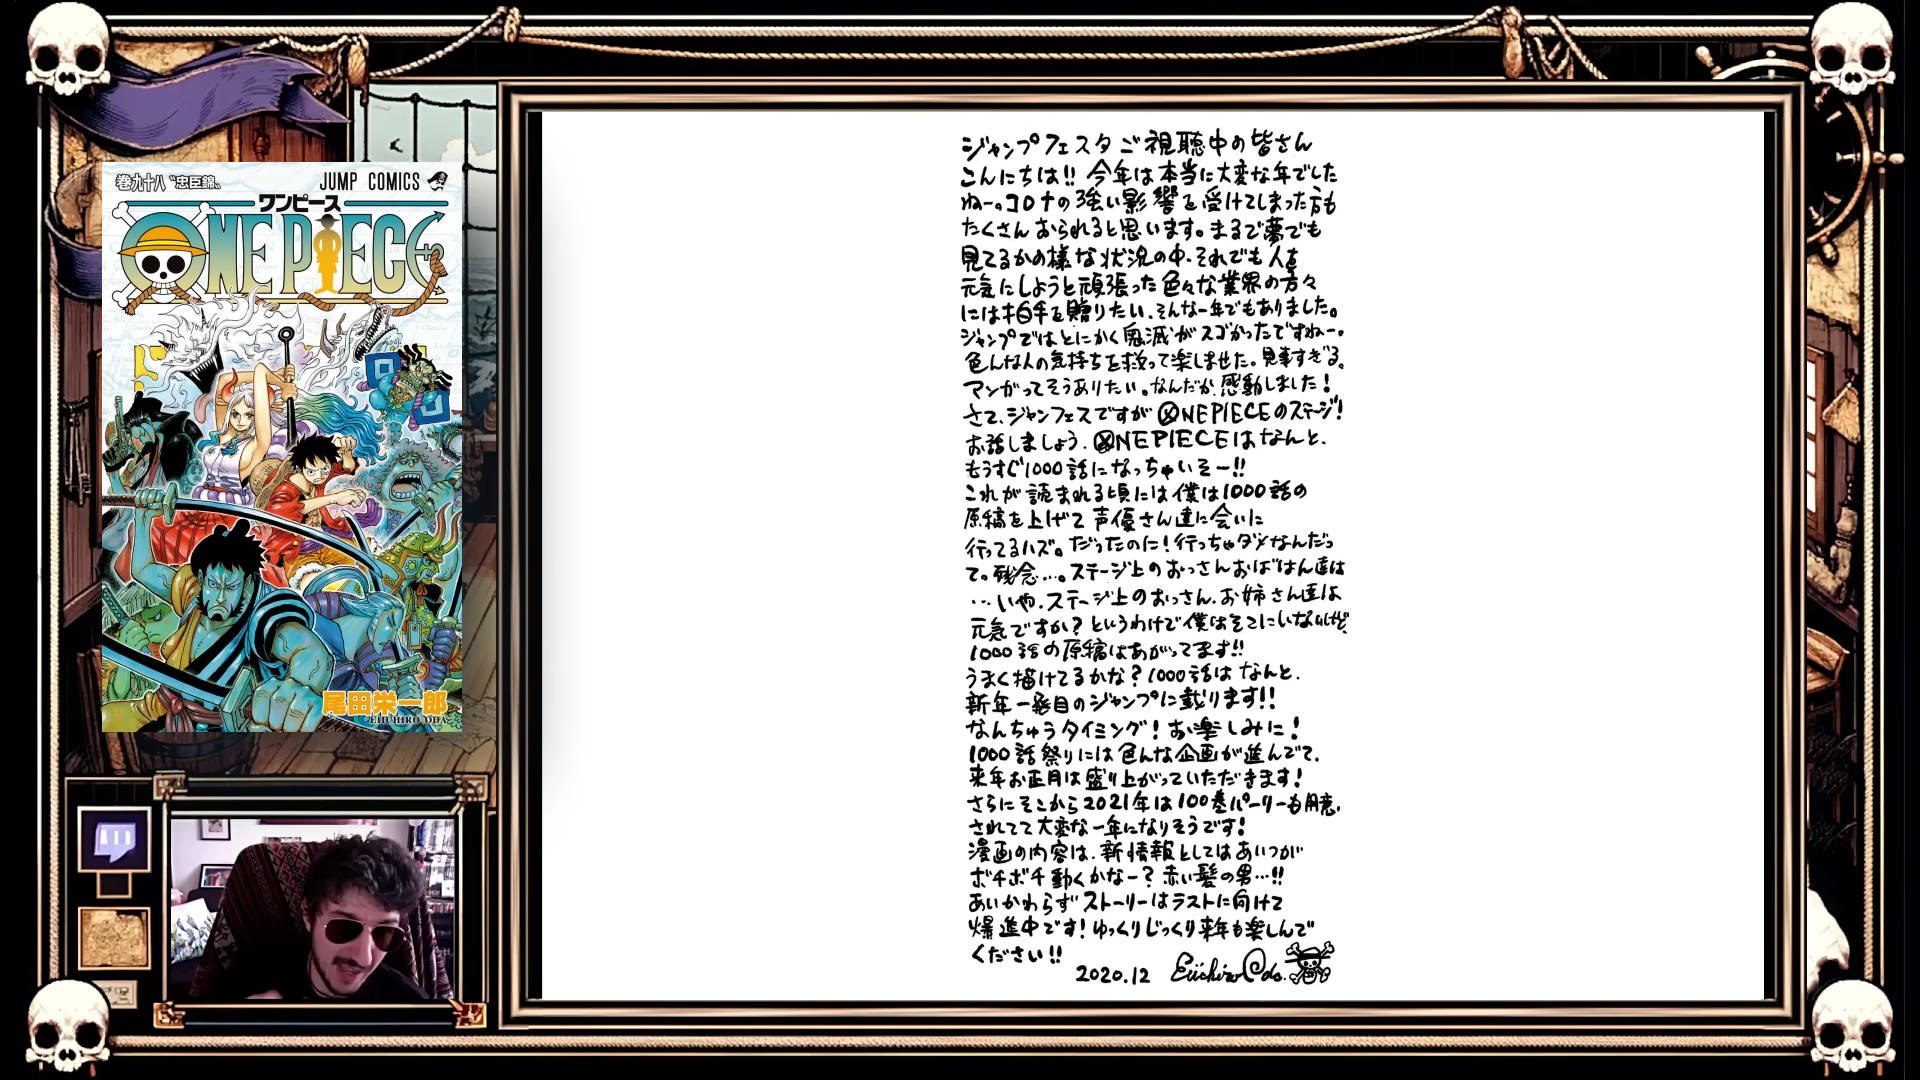 巻九十八 “忠臣錦„
JUMP COMICS
ワンピース
ONE PIECE
尾田栄一郎
EIICHIRO ODA
ジャンプフェスタご視聴中の皆さん
こんにちは!! 今年は本当に大変な年でした
ねー。コロナの強い影響を受けてしまった方も
たくさんおられると思います。まるで夢でも
見てるかの様な状況の中、それでも人を
元気にしようと頑張った色々な業界の方々
には拍手を贈りたい、そんな一年でもありました。
ジャンプではとにかく鬼滅がスゴかったですねー。
色んな人の気持ちを救って楽しませた。見事すぎる。
マンガってそうありたい。なんだか感動しました!
さて、ジャンフェスですがONE PIECEのステージ!
お話しましょう、ONE PIECEはなんと、
もうすぐ1000話になっちゃいそー!!
これが読まれる頃には僕は1000話の
原稿を上げて声優さん達に会いに
行ってるハズ。だったのに!行っちゃダメなんだっ
て。残念…。ステージ上のおっさんおばはん達は
…いや、ステージ上のおっさん、お姉さん達は
元気ですか?というわけで僕はそこにいないけど、
1000話の原稿はあがってます!!
うまく描けてるかな?1000話はなんと、
新年一発目のジャンプに載ります!!
なんちゅうタイミング!お楽しみに!
1000話祭りには色んな企画が進んでて、
来年お正月は盛り上がっていただきます!
さらにそこから2021年は100巻パーリーも用意
されてて大変な一年になりそうです!
漫画の内容は、新情報としてはあいつが
ボチボチ動くかなー?赤い髪の男…!!
あいかわらずストーリーはラストに向けて
爆進中です!ゆっくりじっくり来年も楽しんで
ください!!
2020.12 Eiichiro Oda